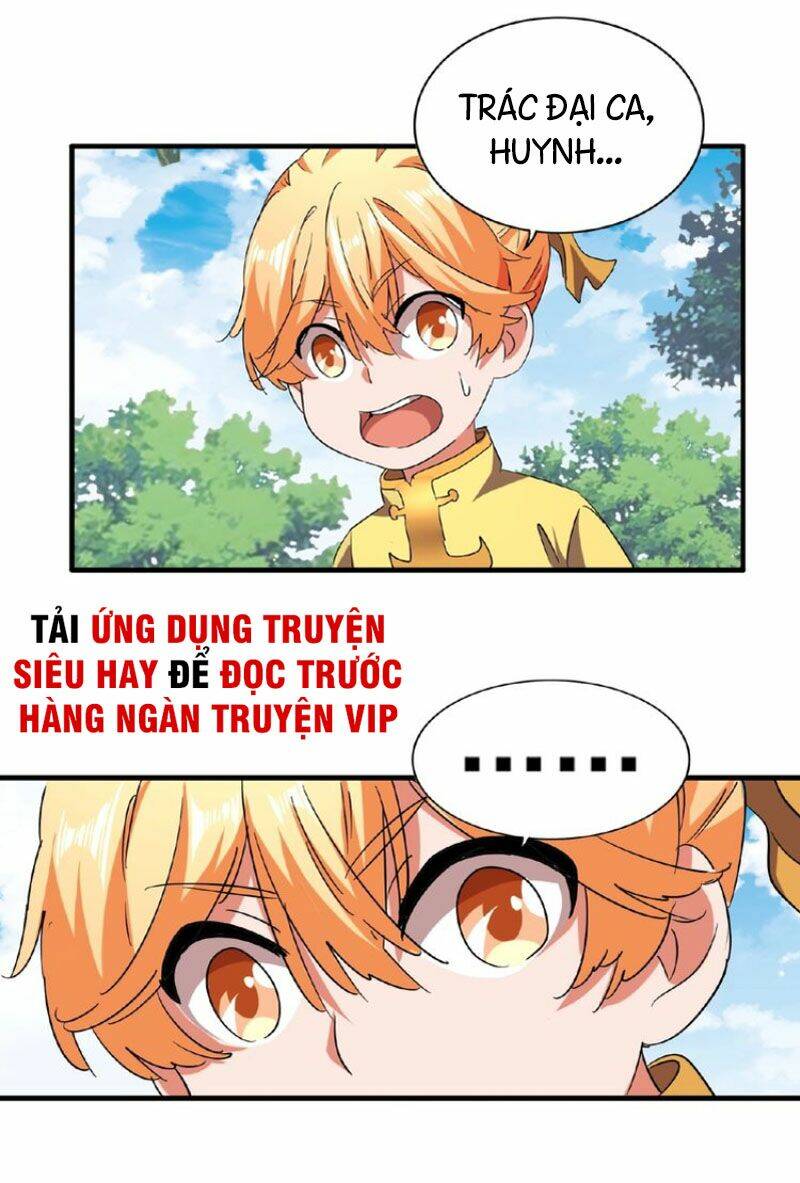 TRÁC ĐẠI CA,
HUYNH...
TẢI ỨNG DỤNG TRUYỆN
SIÊU HAY ĐỂ ĐỌC TRƯỚC
HÀNG NGÀN TRUYỆN VIP
......